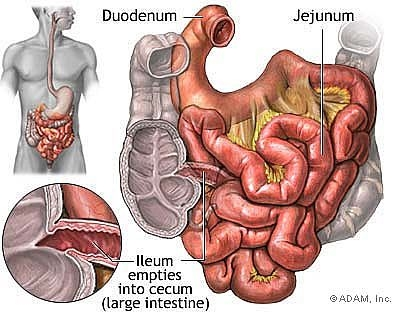 Duodenum
Jejunum
Ileum
empties
into cecum
(large intestine)
© ADAM, Inc.